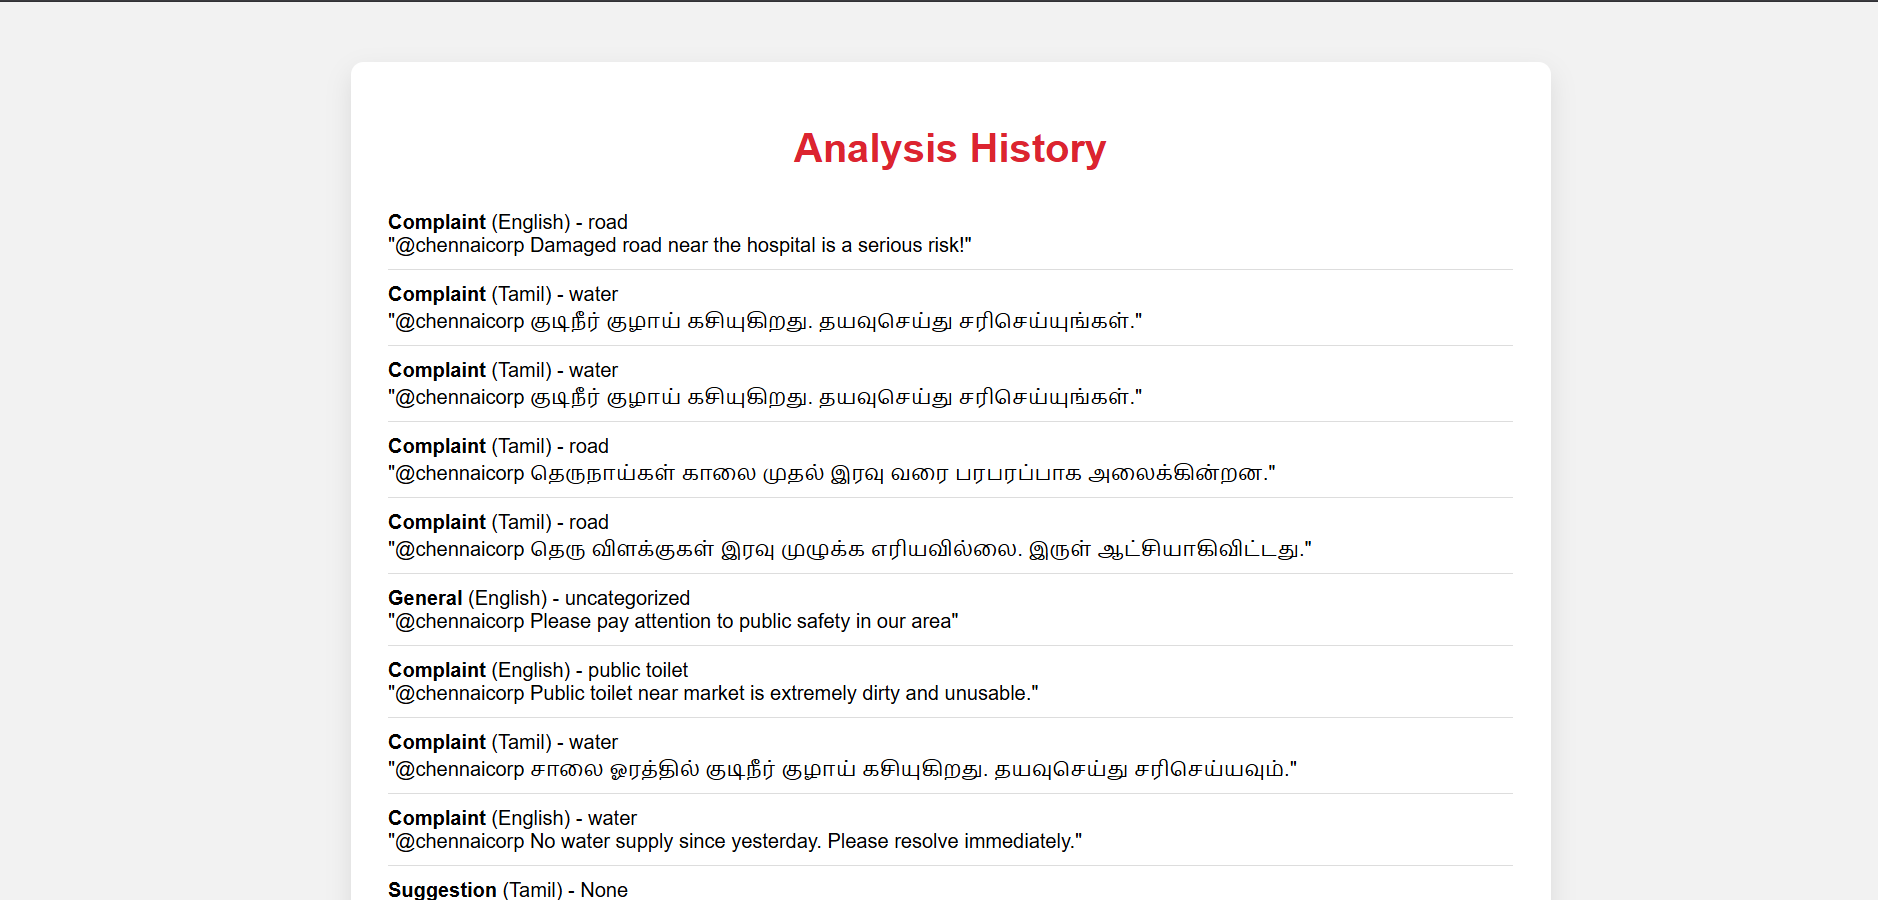 Analysis History
Complaint (English) - road
"@chennaicorp Damaged road near the hospital is a serious risk!"
Complaint (Tamil) - water
"@chennaicorp குடிநீர் குழாய் கசியுகிறது. தயவுசெய்து சரிசெய்யுங்கள்."
Complaint (Tamil) - water
"@chennaicorp குடிநீர் குழாய் கசியுகிறது. தயவுசெய்து சரிசெய்யுங்கள்."
Complaint (Tamil) - road
"@chennaicorp தெருநாய்கள் காலை முதல் இரவு வரை பரபரப்பாக அலைக்கின்றன."
Complaint (Tamil) - road
"@chennaicorp தெரு விளக்குகள் இரவு முழுக்க எரியவில்லை. இருள் ஆட்சியாகிவிட்டது."
General (English) - uncategorized
"@chennaicorp Please pay attention to public safety in our area"
Complaint (English) - public toilet
"@chennaicorp Public toilet near market is extremely dirty and unusable."
Complaint (Tamil) - water
"@chennaicorp சாலை ஓரத்தில் குடிநீர் குழாய் கசியுகிறது. தயவுசெய்து சரிசெய்யவும்."
Complaint (English) - water
"@chennaicorp No water supply since yesterday. Please resolve immediately."
Suggestion (Tamil) - None